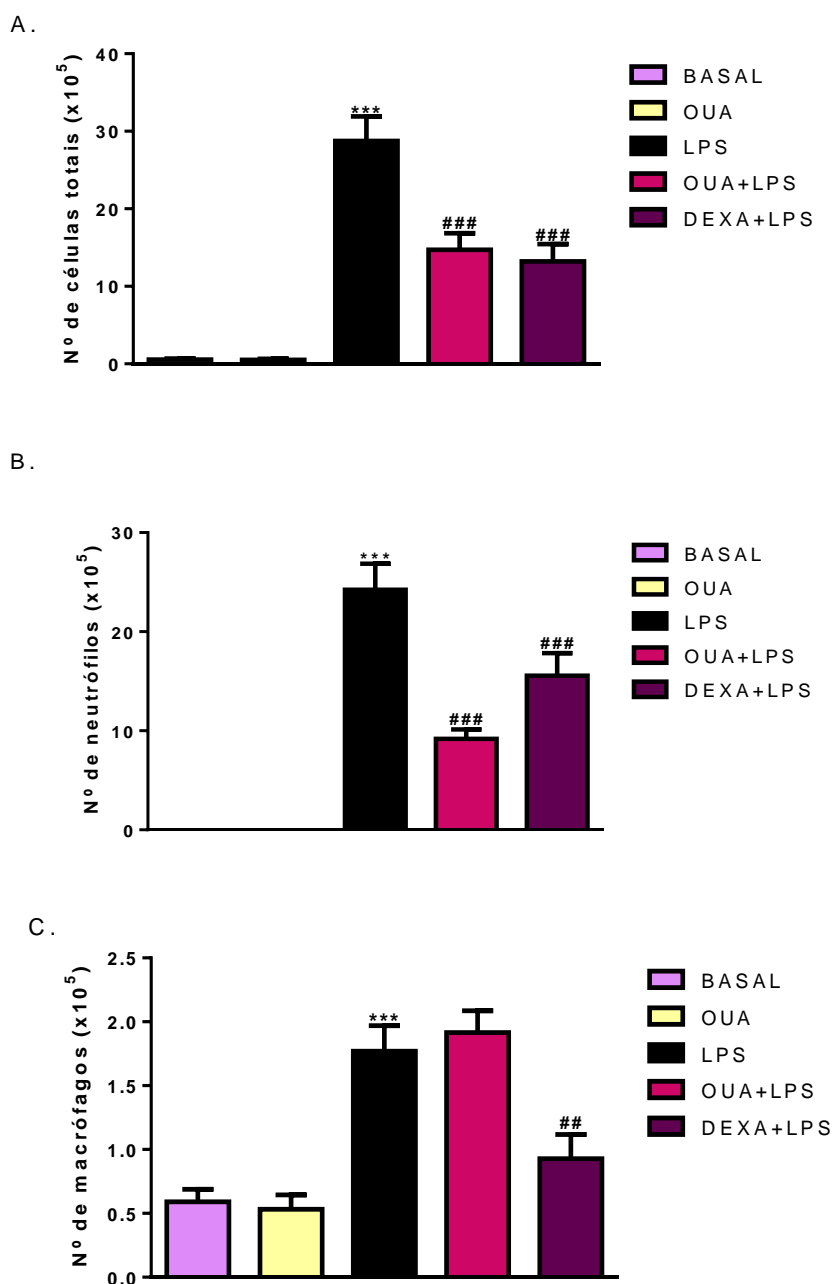 A.
Nº de células totais (x10⁵)
40
30
20
10
0
***
###
###
BASAL
OUA
LPS
OUA+LPS
DEXA+LPS
B.
Nº de neutrófilos (x10⁵)
30
20
10
0
***
###
###
BASAL
OUA
LPS
OUA+LPS
DEXA+LPS
C.
Nº de macrófagos (x10⁵)
2.5
2.0
1.5
1.0
0.5
0.0
***
##
BASAL
OUA
LPS
OUA+LPS
DEXA+LPS